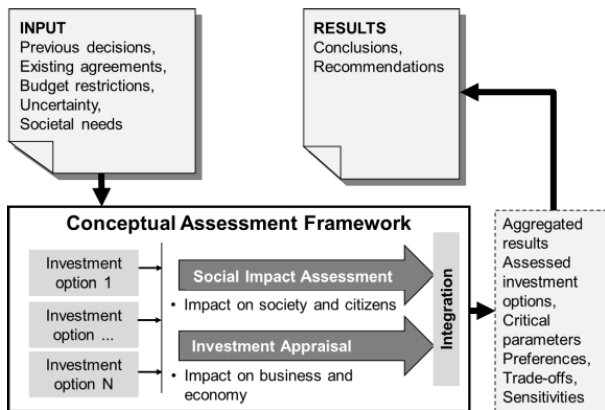 INPUT
Previous decisions,
Existing agreements,
Budget restrictions,
Uncertainty,
Societal needs
RESULTS
Conclusions,
Recommendations
Conceptual Assessment Framework
Investment
option 1
Investment
option ...
Investment
option N
Social Impact Assessment
• Impact on society and citizens
Investment Appraisal
• Impact on business and
economy
Integration
Aggregated
results
Assessed
investment
options,
Critical
parameters
Preferences,
Trade-offs,
Sensitivities